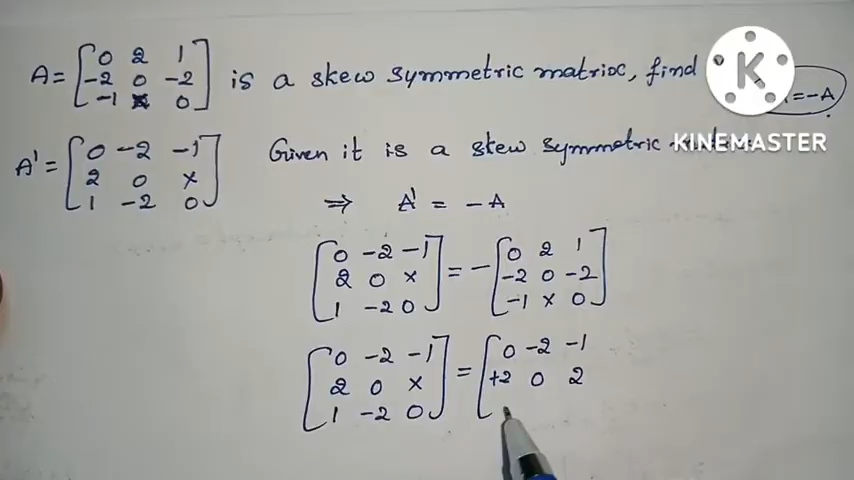 A = [ 0 2 1 ; -2 0 -2 ; -1 x 0 ] is a skew symmetric matrix, find
= -A
K
KINEMASTER
A' = [ 0 -2 -1 ; 2 0 x ; 1 -2 0 ] Given it is a skew symmetric
⇒ A' = -A
[ 0 -2 -1 ; 2 0 x ; 1 -2 0 ] = - [ 0 2 1 ; -2 0 -2 ; -1 x 0 ]
[ 0 -2 -1 ; 2 0 x ; 1 -2 0 ] = [ 0 -2 -1 ; +2 0 2